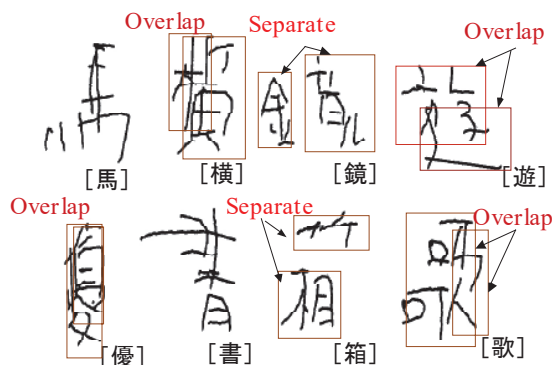 Overlap Separate Overlap
[馬] [横] [鏡] [遊]
Overlap Separate Overlap
[優] [書] [箱] [歌]